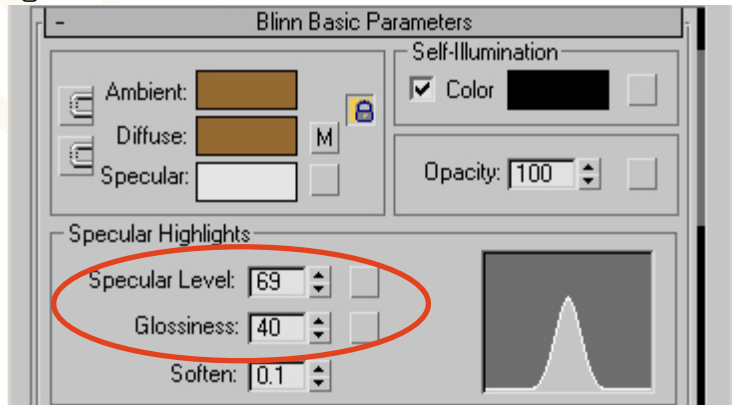 - Blinn Basic Parameters
Self-Illumination
Ambient:
Color
Diffuse: M
Specular:
Opacity: 100
Specular Highlights
Specular Level: 69
Glossiness: 40
Soften: 0.1